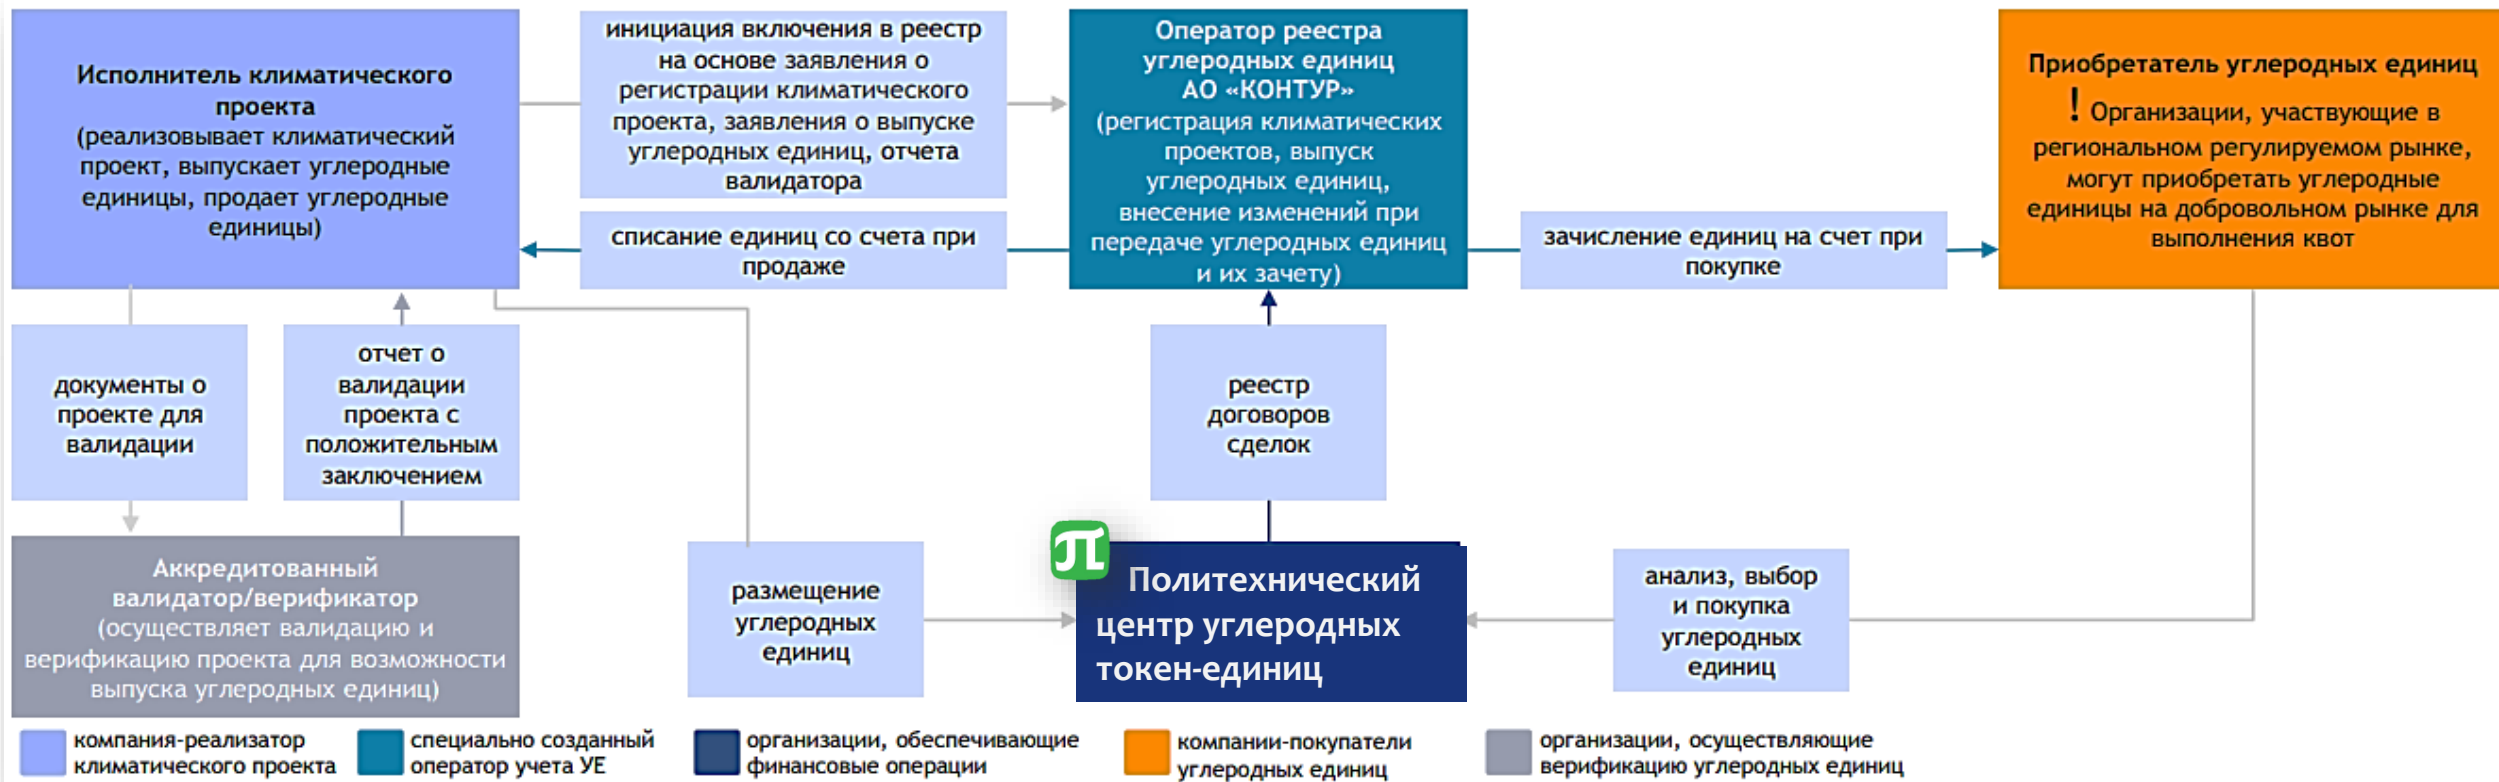 Исполнитель климатического
проекта
(реализовывает климатический
проект, выпускает углеродные
единицы, продает углеродные
единицы)
инициация включения в реестр
на основе заявления о
регистрации климатического
проекта, заявления о выпуске
углеродных единиц, отчета
валидатора
списание единиц со счета при
продаже
Оператор реестра
углеродных единиц
АО «КОНТУР»
(регистрация климатических
проектов, выпуск
углеродных единиц,
внесение изменений при
передаче углеродных единиц
и их зачету)
зачисление единиц на счет при
покупке
Приобретатель углеродных единиц
! Организации, участвующие в
региональном регулируемом рынке,
могут приобретать углеродные
единицы на добровольном рынке для
выполнения квот
документы о
проекте для
валидации
отчет о
валидации
проекта с
положительным
заключением
реестр
договоров
сделок
Аккредитованный
валидатор/верификатор
(осуществляет валидацию и
верификацию проекта для возможности
выпуска углеродных единиц)
размещение
углеродных
единиц
π
Политехнический
центр углеродных
токен-единиц
анализ, выбор
и покупка
углеродных
единиц
компания-реализатор
климатического проекта
специально созданный
оператор учета УЕ
организации, обеспечивающие
финансовые операции
компании-покупатели
углеродных единиц
организации, осуществляющие
верификацию углеродных единиц